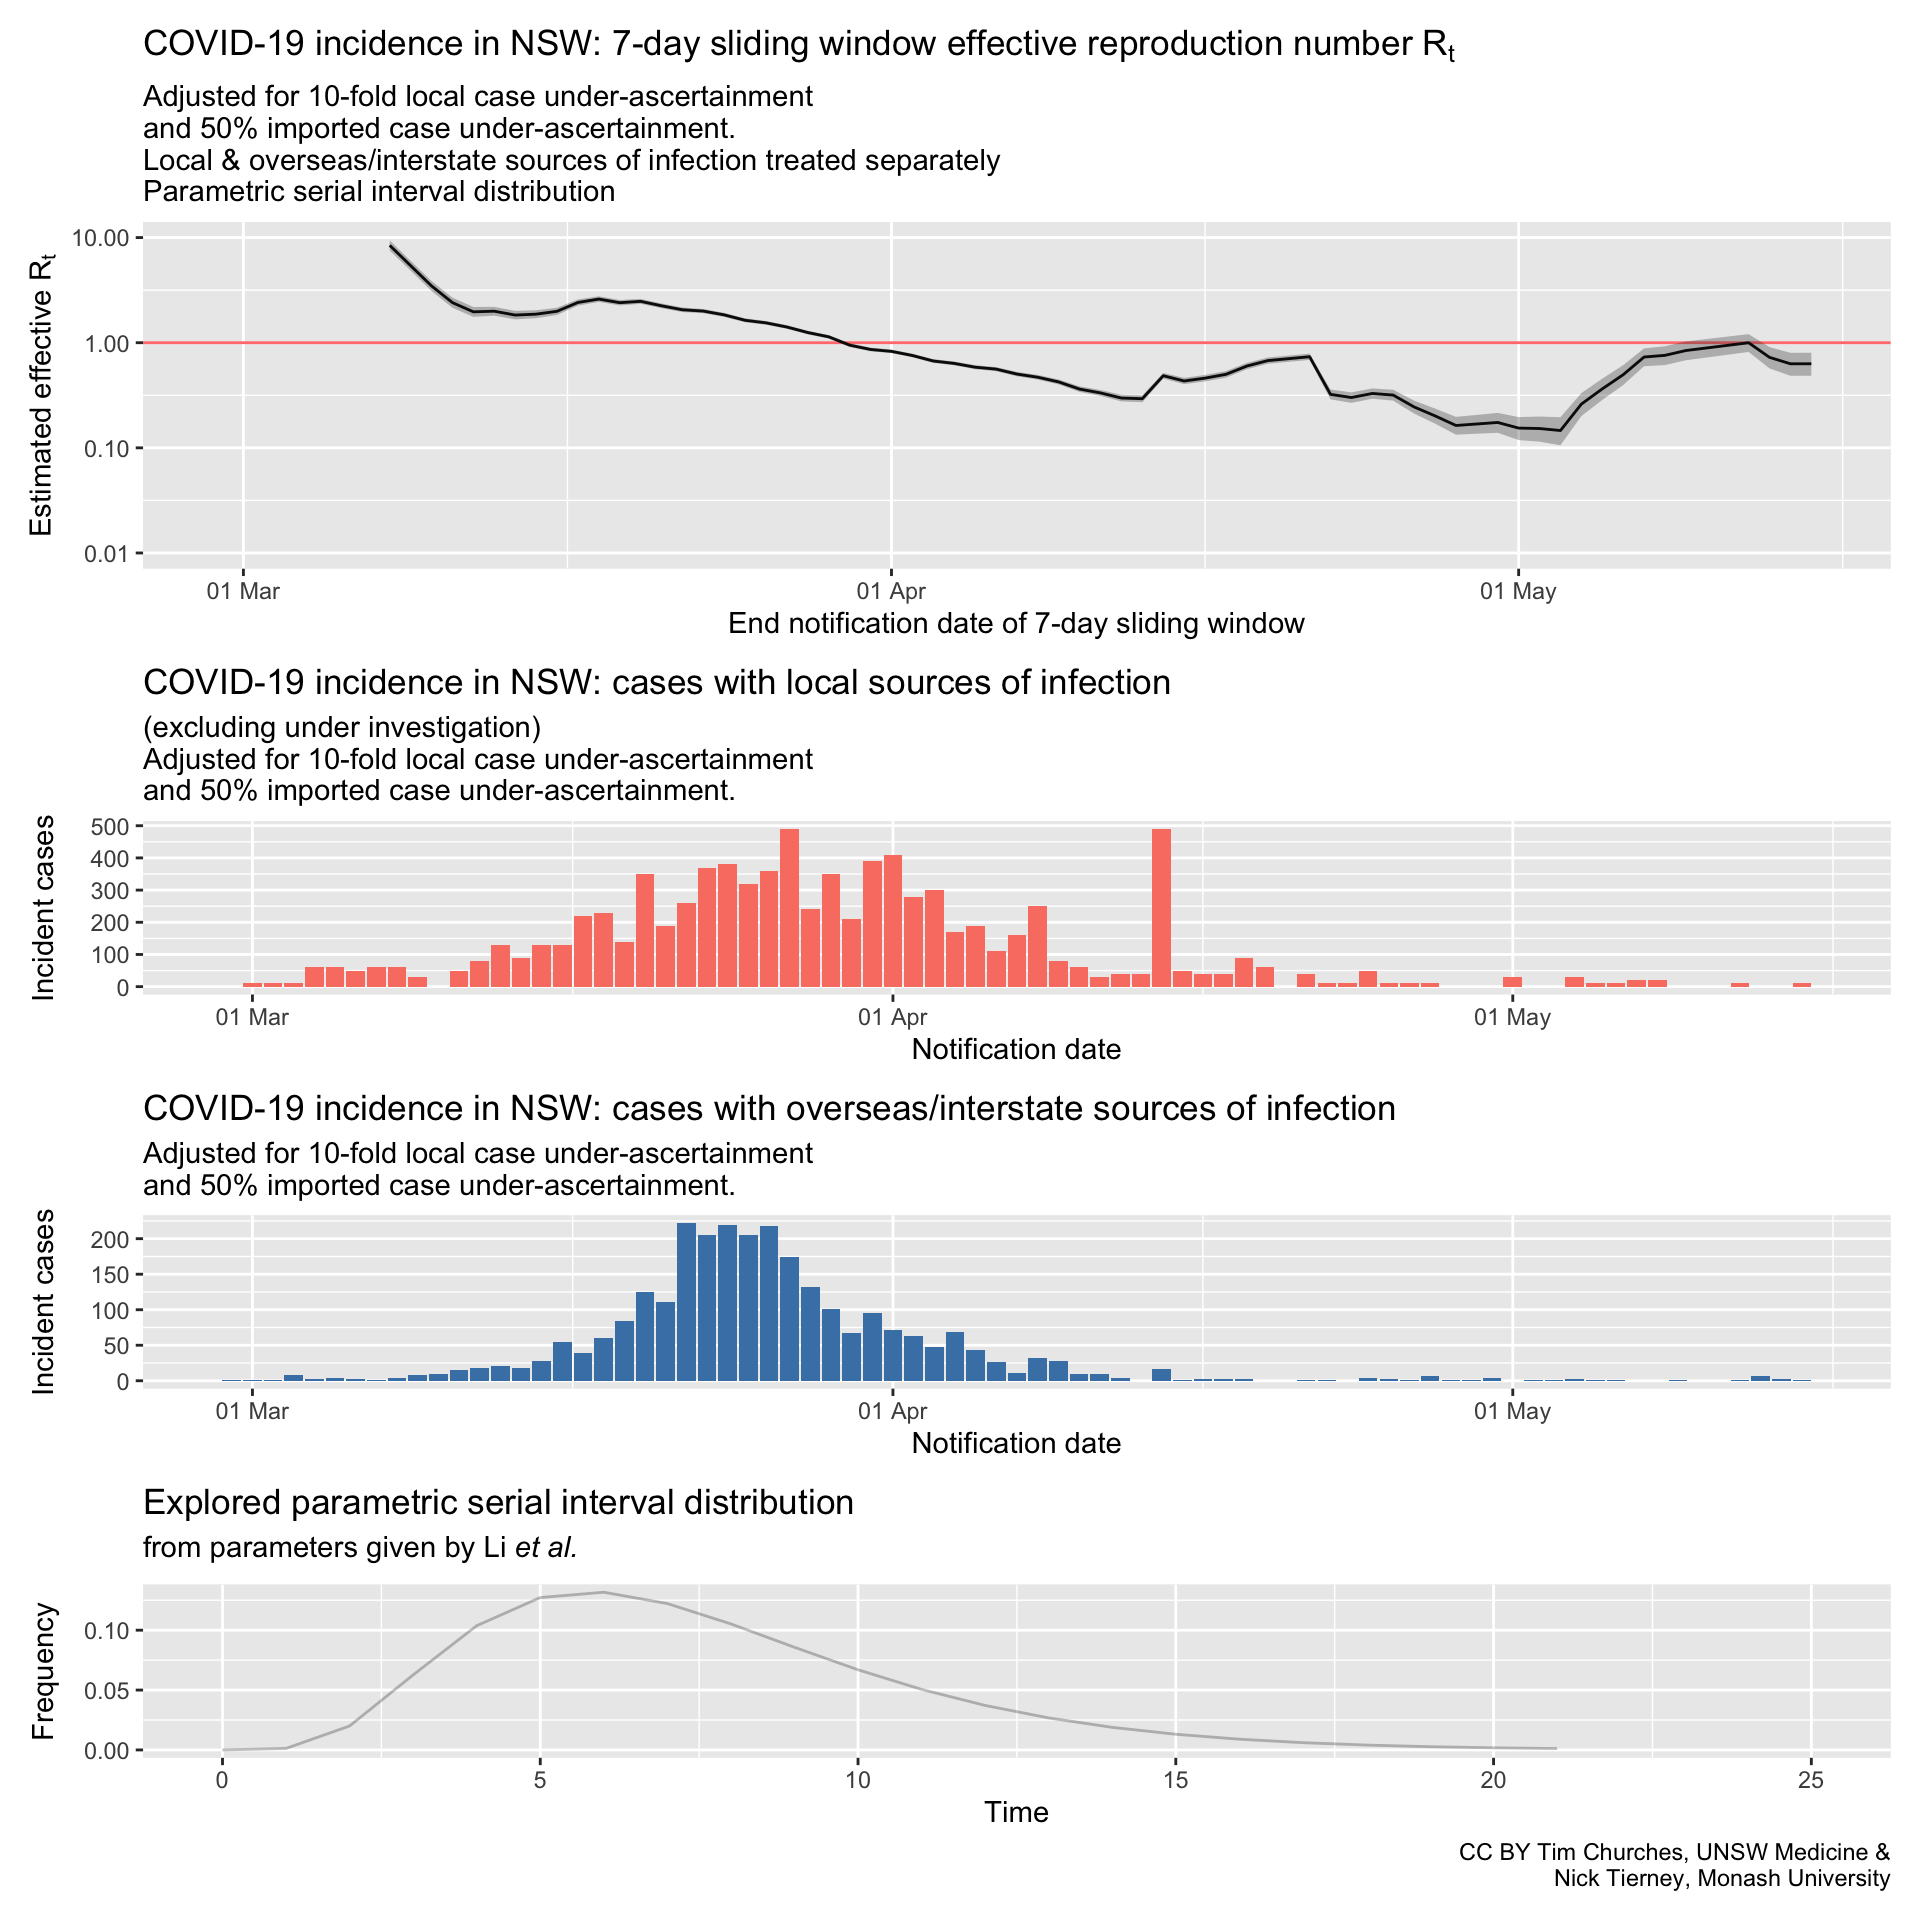 COVID-19 incidence in NSW: 7-day sliding window effective reproduction number Rt
Adjusted for 10-fold local case under-ascertainment
and 50% imported case under-ascertainment.
Local & overseas/interstate sources of infection treated separately
Parametric serial interval distribution
Estimated effective Rt
10.00
1.00
0.10
0.01
01 Mar 01 Apr 01 May
End notification date of 7-day sliding window
COVID-19 incidence in NSW: cases with local sources of infection
(excluding under investigation)
Adjusted for 10-fold local case under-ascertainment
and 50% imported case under-ascertainment.
Incident cases
500
400
300
200
100
0
01 Mar 01 Apr 01 May
Notification date
COVID-19 incidence in NSW: cases with overseas/interstate sources of infection
Adjusted for 10-fold local case under-ascertainment
and 50% imported case under-ascertainment.
Incident cases
200
150
100
50
0
01 Mar 01 Apr 01 May
Notification date
Explored parametric serial interval distribution
from parameters given by Li et al.
Frequency
0.10
0.05
0.00
0 5 10 15 20 25
Time
CC BY Tim Churches, UNSW Medicine &
Nick Tierney, Monash University